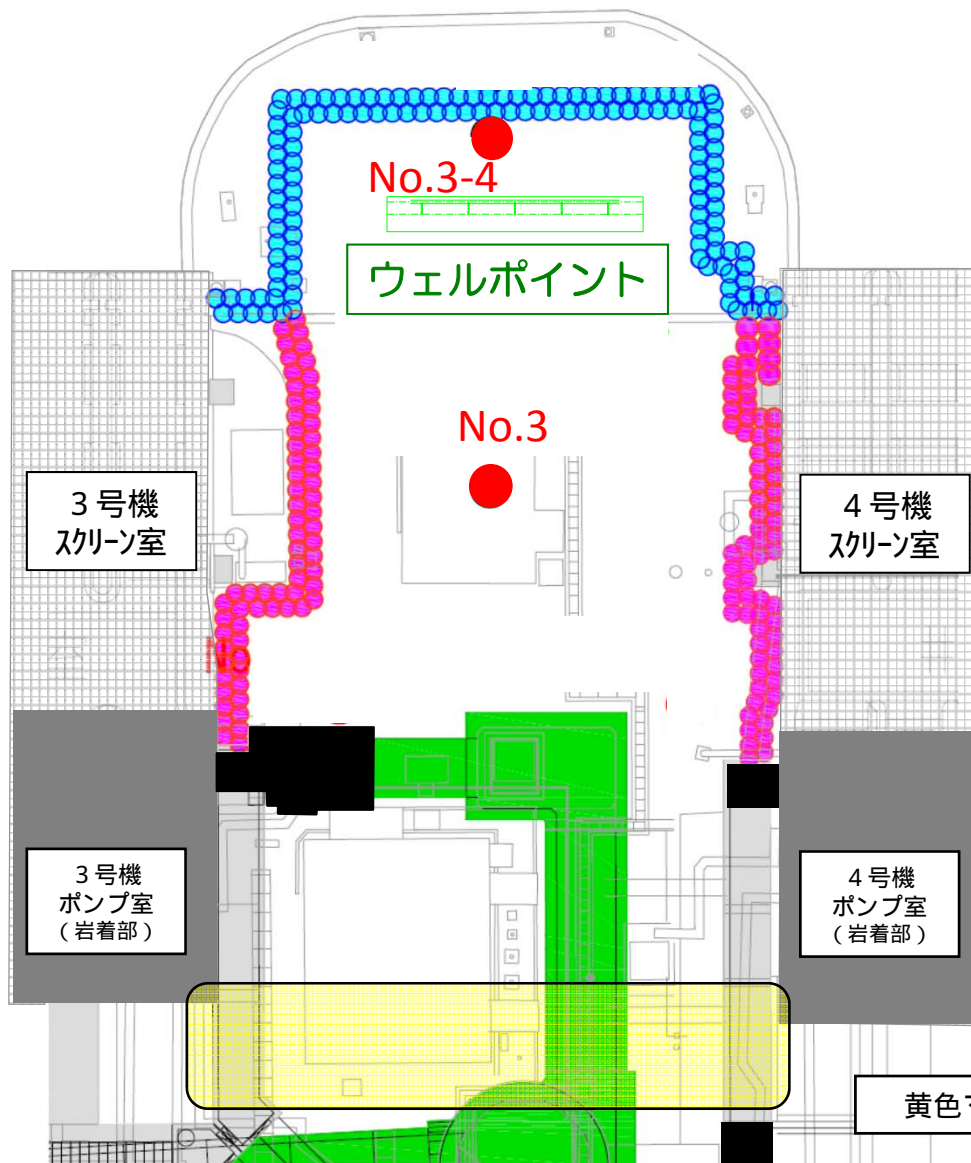 No.3-4
ウェルポイント
No.3
3号機
スクリーン室
4号機
スクリーン室
3号機
ポンプ室
(岩着部)
4号機
ポンプ室
(岩着部)
黄色